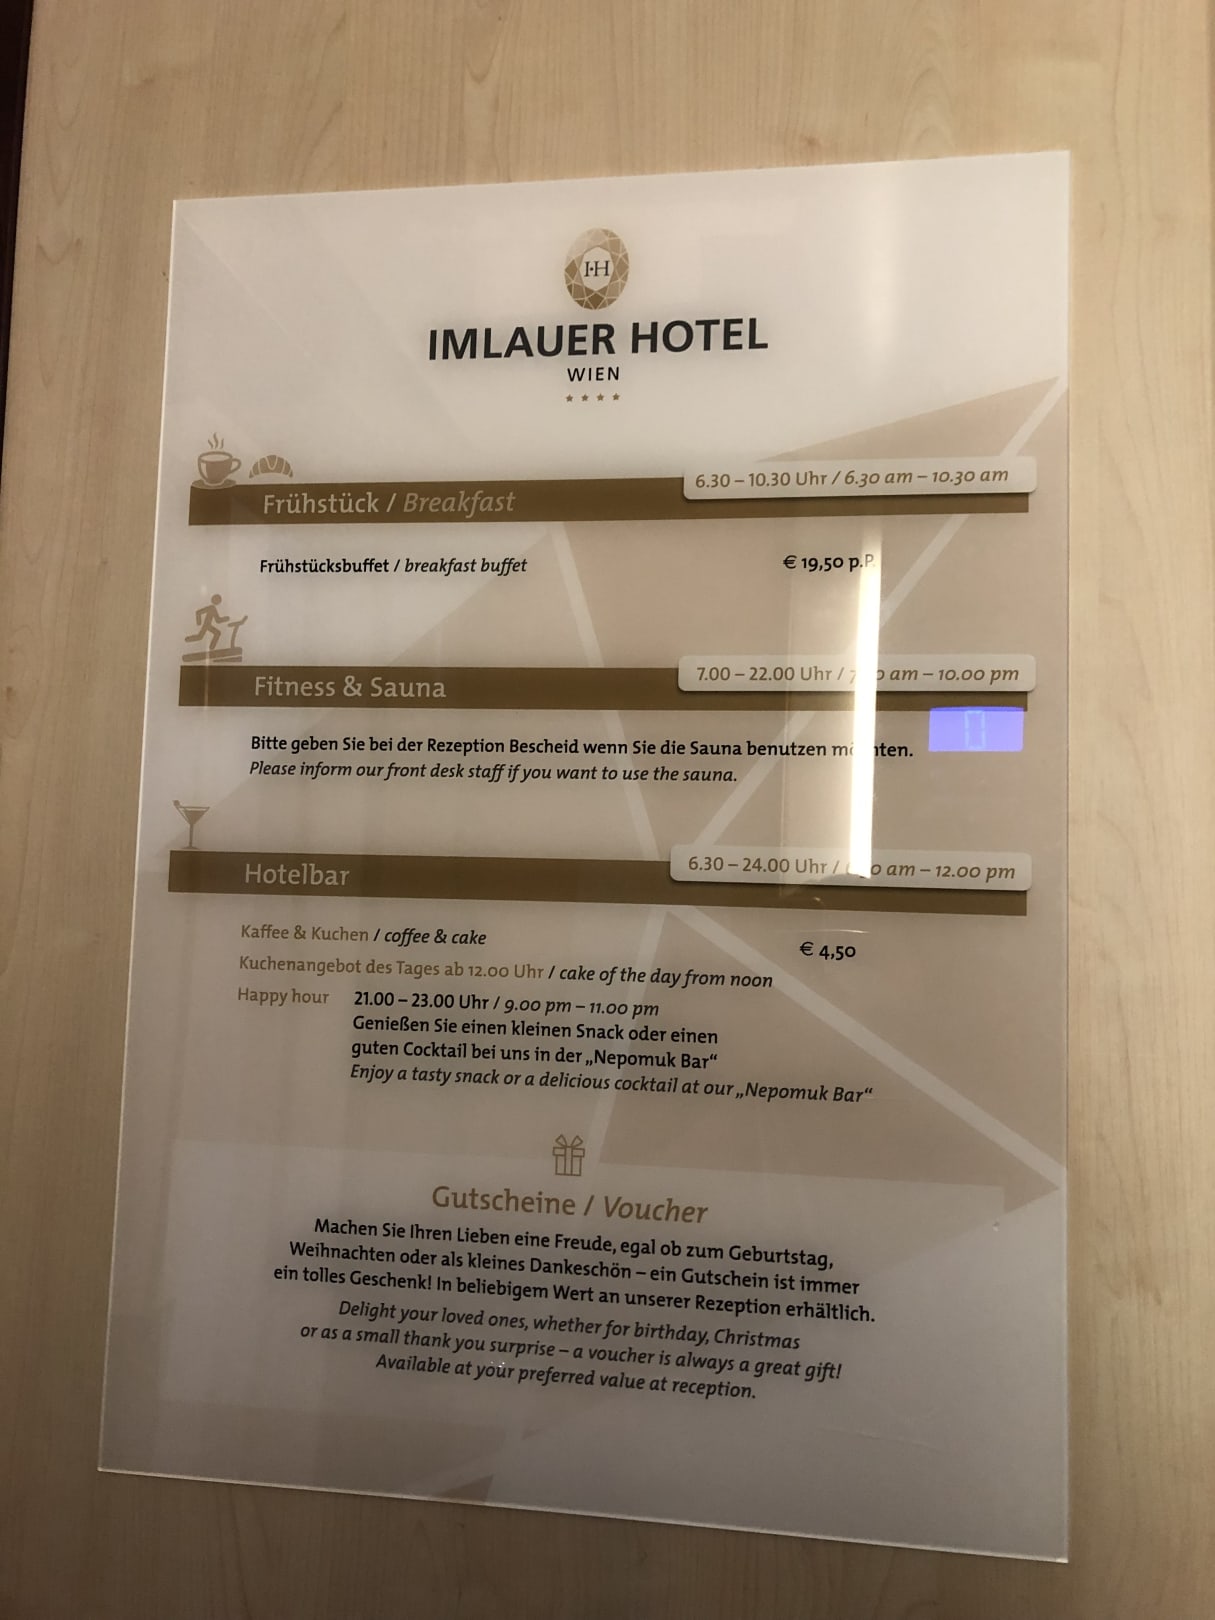 I·H
IMLAUER HOTEL
WIEN
Frühstück / Breakfast
6.30 – 10.30 Uhr / 6.30 am – 10.30 am
Frühstücksbuffet / breakfast buffet
€ 19,50 p.P.
Fitness & Sauna
7.00 – 22.00 Uhr / am – 10.00 pm
Bitte geben Sie bei der Rezeption Bescheid wenn Sie die Sauna benutzen möchten.
Please inform our front desk staff if you want to use the sauna.
Hotelbar
6.30 – 24.00 Uhr / am – 12.00 pm
Kaffee & Kuchen / coffee & cake
€ 4,50
Kuchenangebot des Tages ab 12.00 Uhr / cake of the day from noon
Happy hour 21.00 – 23.00 Uhr / 9.00 pm – 11.00 pm
Genießen Sie einen kleinen Snack oder einen
guten Cocktail bei uns in der „Nepomuk Bar“
Enjoy a tasty snack or a delicious cocktail at our „Nepomuk Bar“
Gutscheine / Voucher
Machen Sie Ihren Lieben eine Freude, egal ob zum Geburtstag,
Weihnachten oder als kleines Dankeschön – ein Gutschein ist immer
ein tolles Geschenk! In beliebigem Wert an unserer Rezeption erhältlich.
Delight your loved ones, whether for birthday, Christmas
or as a small thank you surprise – a voucher is always a great gift!
Available at your preferred value at reception.